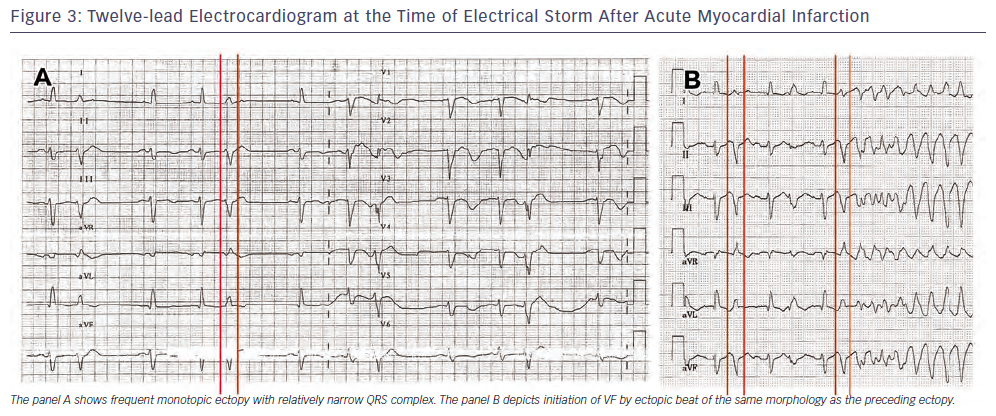 Figure 3: Twelve-lead Electrocardiogram at the Time of Electrical Storm After Acute Myocardial Infarction
A
I
V1
II
V2
III
V3
aVR
V4
aVL
V5
aVF
V6
B
I
II
III
aVR
aVL
aVF
The panel A shows frequent monotopic ectopy with relatively narrow QRS complex. The panel B depicts initiation of VF by ectopic beat of the same morphology as the preceding ectopy.